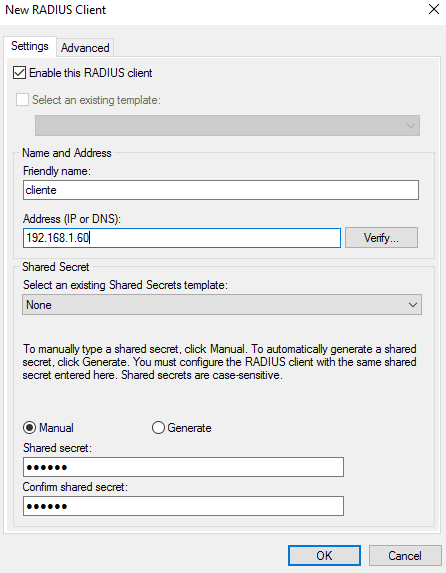 New RADIUS Client
Settings
Advanced
Enable this RADIUS client
Select an existing template:
Name and Address
Friendly name:
cliente
Address (IP or DNS):
192.168.1.60
Verify...
Shared Secret
Select an existing Shared Secrets template:
None
To manually type a shared secret, click Manual. To automatically generate a shared
secret, click Generate. You must configure the RADIUS client with the same shared
secret entered here. Shared secrets are case-sensitive.
Manual
Generate
Shared secret:
●●●●●●
Confirm shared secret:
●●●●●●
OK
Cancel